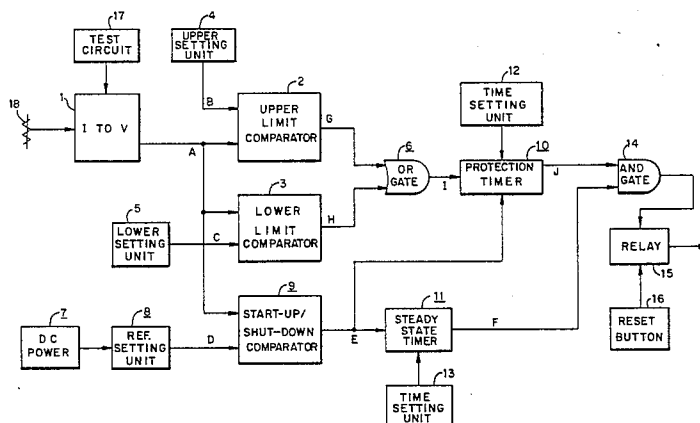 17
TEST
CIRCUIT
4
UPPER
SETTING
UNIT
18
1
I TO V
A
B
2
UPPER
LIMIT
COMPARATOR
G
12
TIME
SETTING
UNIT
6
OR
GATE
I
10
PROTECTION
TIMER
J
14
AND
GATE
5
LOWER
SETTING
UNIT
C
3
LOWER
LIMIT
COMPARATOR
H
RELAY
15
7
DC
POWER
8
REF.
SETTING
UNIT
D
9
START-UP/
SHUT-DOWN
COMPARATOR
E
11
STEADY
STATE
TIMER
F
16
RESET
BUTTON
13
TIME
SETTING
UNIT